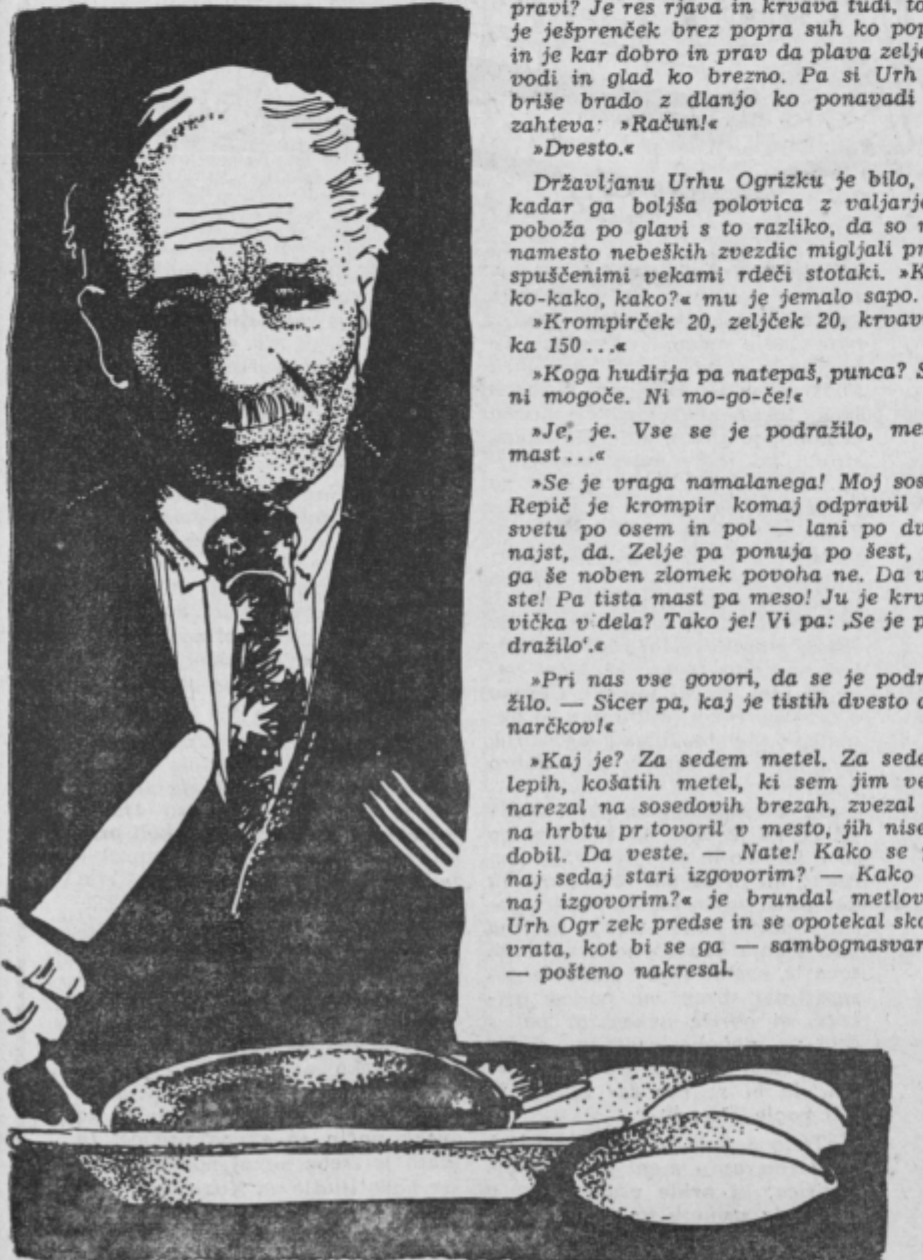 pravi? Je res rjava in krvava tudi, to
je ješprenček brez popra suh ko pop
in je kar dobro in prav da plava zelje
vodi in glad ko brezno. Pa si Urh
briše brado z dlanjo ko ponavadi
zahteva: »Račun!«
»Dvesto.«
Državljanu Urhu Ogrizku je bilo,
kadar ga boljša polovica z valjarje
poboža po glavi s to razliko, da so
namesto nebeških zvezdic migljali pr
spuščenimi vekami rdeči stotaki. »K
ko-kako, kako?« mu je jemalo sapo.
»Krompirček 20, zeljček 20, krvav
ka 150...«
»Koga hudirja pa natepaš, punca? S
ni mogoče. Ni mo-go-če!«
»Je, je. Vse se je podražilo, me
mast...«
»Se je vraga namalanega! Moj sos
Repič je krompir komaj odpravil
svetu po osem in pol — lani po dv
najst, da. Zelje pa ponuja po šest,
ga še noben zlomek povoha ne. Da v
ste! Pa tista mast pa meso! Ju je krv
vička v dela? Tako je! Vi pa: ,Se je p
dražilo'.«
»Pri nas vse govori, da se je podr
žilo. — Sicer pa, kaj je tistih dvesto d
narčkov!«
»Kaj je? Za sedem metel. Za sede
lepih, košatih metel, ki sem jim ve
narezal na sosedovih brezah, zvezal
na hrbtu pr tovoril v mesto, jih nise
dobil. Da veste. — Nate! Kako se
naj sedaj stari izgovorim? — Kako
naj izgovorim?« je brundal metlov
Urh Ogr zek predse in se opotekal sko
vrata, kot bi se ga — sambognasvar
— pošteno nakresal.